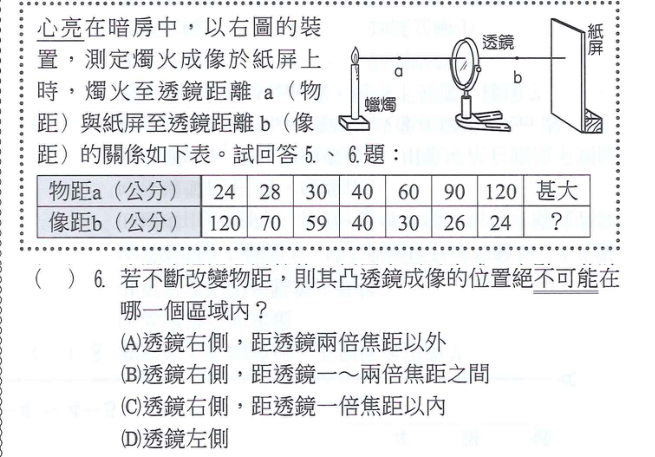 心亮在暗房中，以右圖的裝
置，測定燭火成像於紙屏上
時，燭火至透鏡距離 a（物
距）與紙屏至透鏡距離 b（像
距）的關係如下表。試回答 5、6 題：
透鏡
紙屏
a
b
蠟燭
物距a（公分） 24 28 30 40 60 90 120 甚大
像距b（公分） 120 70 59 40 30 26 24 ？
（ ）6. 若不斷改變物距，則其凸透鏡成像的位置絕不可能在
哪一個區域內？
(A)透鏡右側，距透鏡兩倍焦距以外
(B)透鏡右側，距透鏡一～兩倍焦距之間
(C)透鏡右側，距透鏡一倍焦距以內
(D)透鏡左側